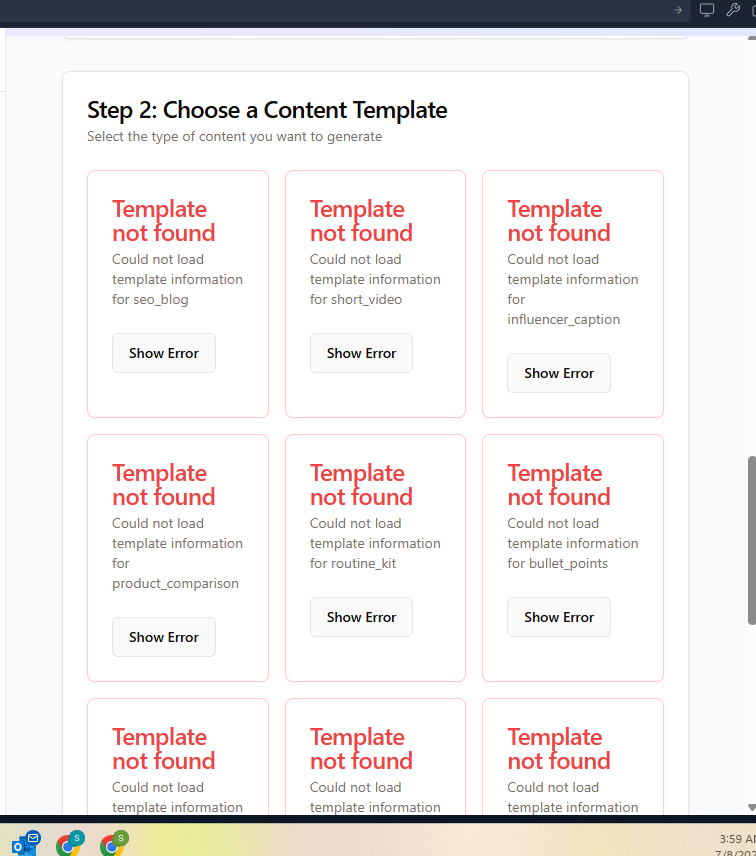 Step 2: Choose a Content Template
Select the type of content you want to generate
Template
not found
Could not load
template information
for seo_blog
Show Error
Template
not found
Could not load
template information
for short_video
Show Error
Template
not found
Could not load
template information
for
influencer_caption
Show Error
Template
not found
Could not load
template information
for
product_comparison
Show Error
Template
not found
Could not load
template information
for routine_kit
Show Error
Template
not found
Could not load
template information
for bullet_points
Show Error
Template
not found
Could not load
template information
Template
not found
Could not load
template information
Template
not found
Could not load
template information
S
S
3:59